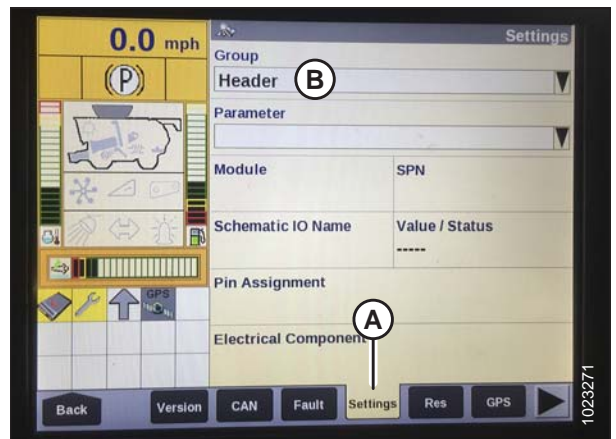 0.0 mph
(P)
GPS
Settings
Group
Header
B
Parameter
Module
SPN
Schematic IO Name
Value / Status
-----
Pin Assignment
A
Electrical Component
Back
Version
CAN
Fault
Settings
Res
GPS
1023271